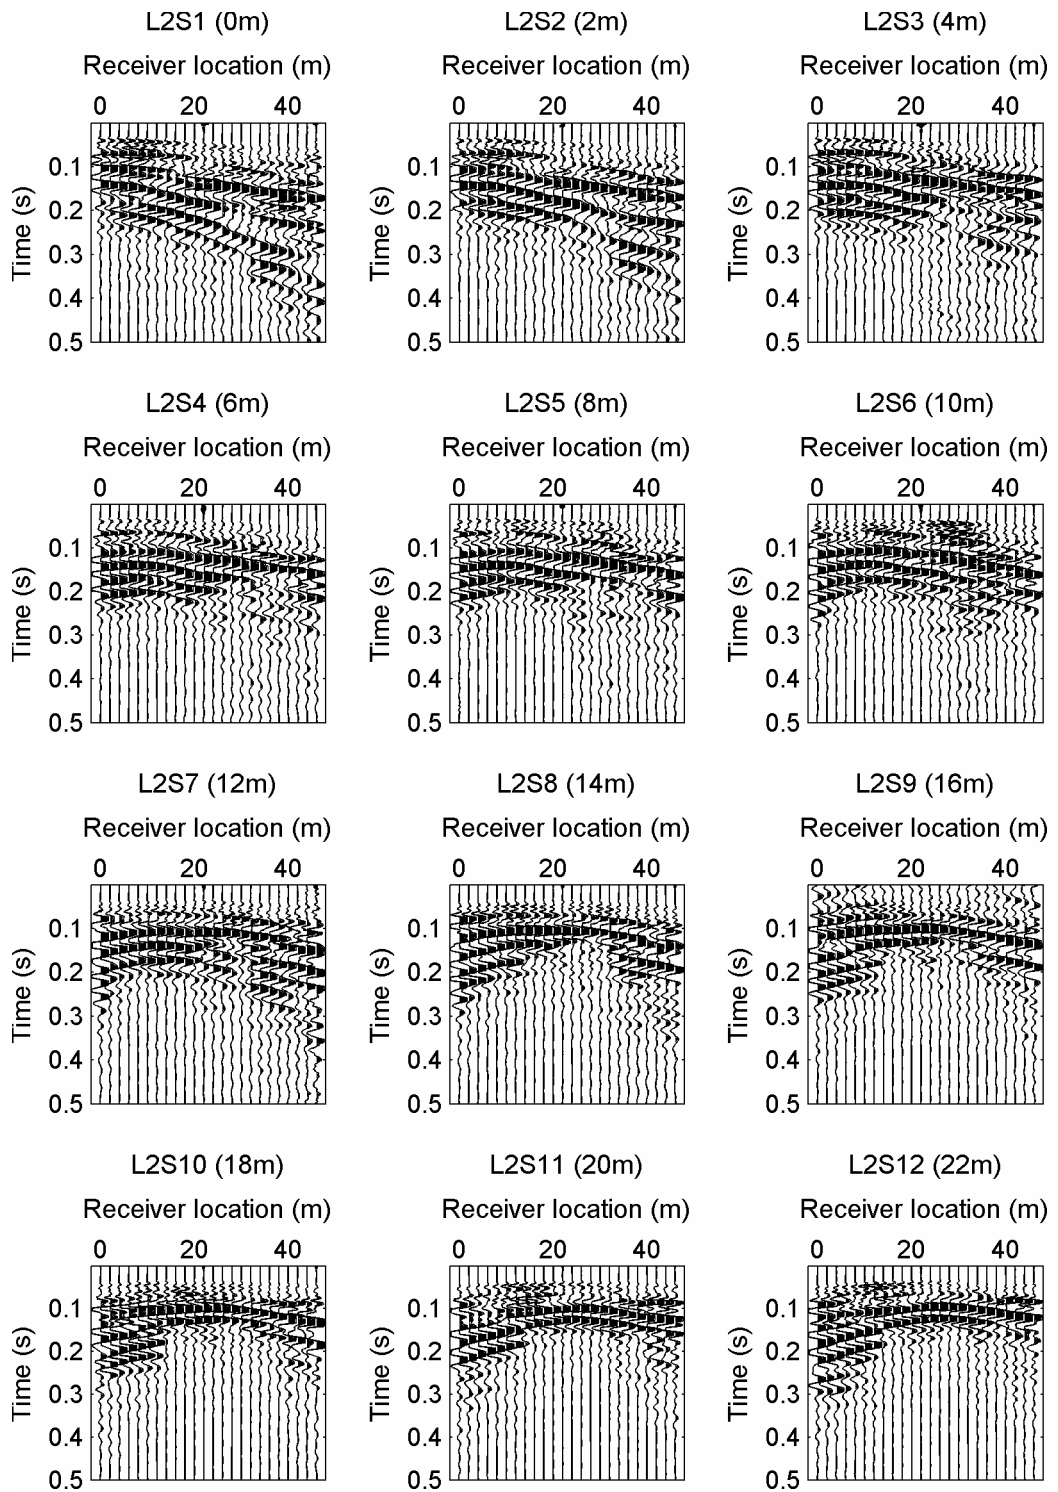 L2S1 (0m) L2S2 (2m) L2S3 (4m)
Receiver location (m) Receiver location (m) Receiver location (m)
0 20 40 0 20 40 0 20 40
0.1 0.1 0.1
0.2 0.2 0.2
Time (s) Time (s) Time (s)
0.3 0.3 0.3
0.4 0.4 0.4
0.5 0.5 0.5
L2S4 (6m) L2S5 (8m) L2S6 (10m)
Receiver location (m) Receiver location (m) Receiver location (m)
0 20 40 0 20 40 0 20 40
0.1 0.1 0.1
0.2 0.2 0.2
Time (s) Time (s) Time (s)
0.3 0.3 0.3
0.4 0.4 0.4
0.5 0.5 0.5
L2S7 (12m) L2S8 (14m) L2S9 (16m)
Receiver location (m) Receiver location (m) Receiver location (m)
0 20 40 0 20 40 0 20 40
0.1 0.1 0.1
0.2 0.2 0.2
Time (s) Time (s) Time (s)
0.3 0.3 0.3
0.4 0.4 0.4
0.5 0.5 0.5
L2S10 (18m) L2S11 (20m) L2S12 (22m)
Receiver location (m) Receiver location (m) Receiver location (m)
0 20 40 0 20 40 0 20 40
0.1 0.1 0.1
0.2 0.2 0.2
Time (s) Time (s) Time (s)
0.3 0.3 0.3
0.4 0.4 0.4
0.5 0.5 0.5